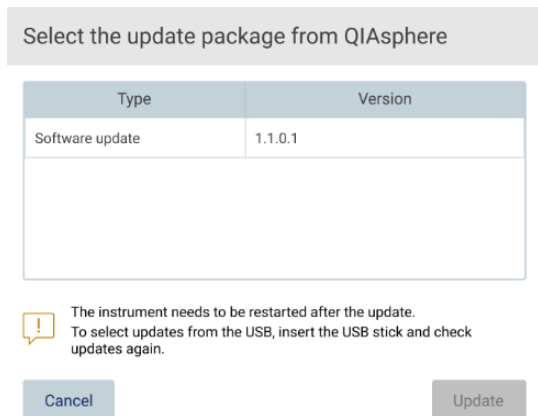 Select the update package from QIAsphere
Type Version
Software update 1.1.0.1
!
The instrument needs to be restarted after the update.
To select updates from the USB, insert the USB stick and check
updates again.
Cancel Update